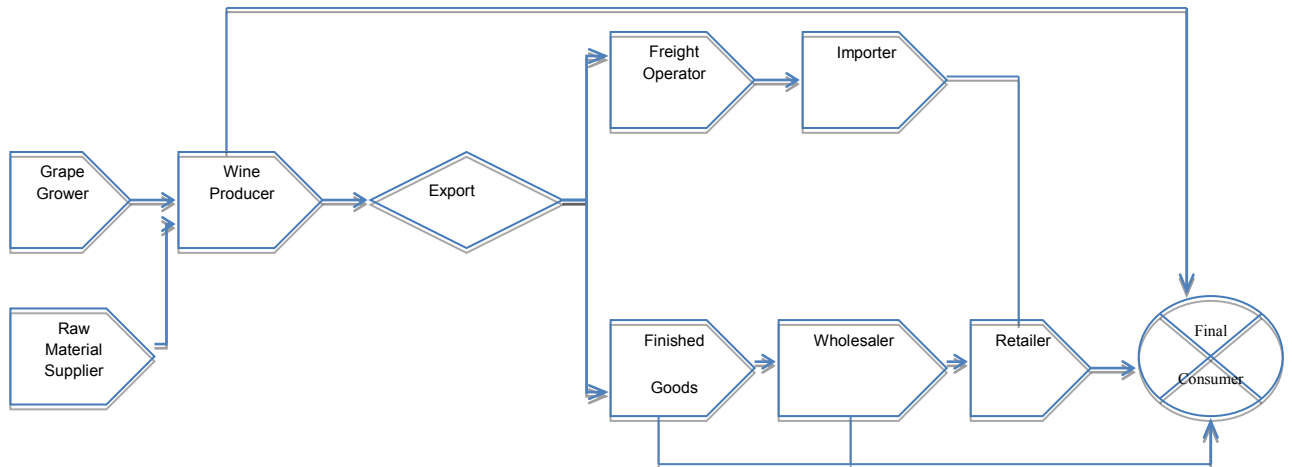 Freight
Operator
Importer
Grape
Grower
Wine
Producer
Export
Raw
Material
Supplier
Finished
Goods
Wholesaler
Retailer
Final
Consumer